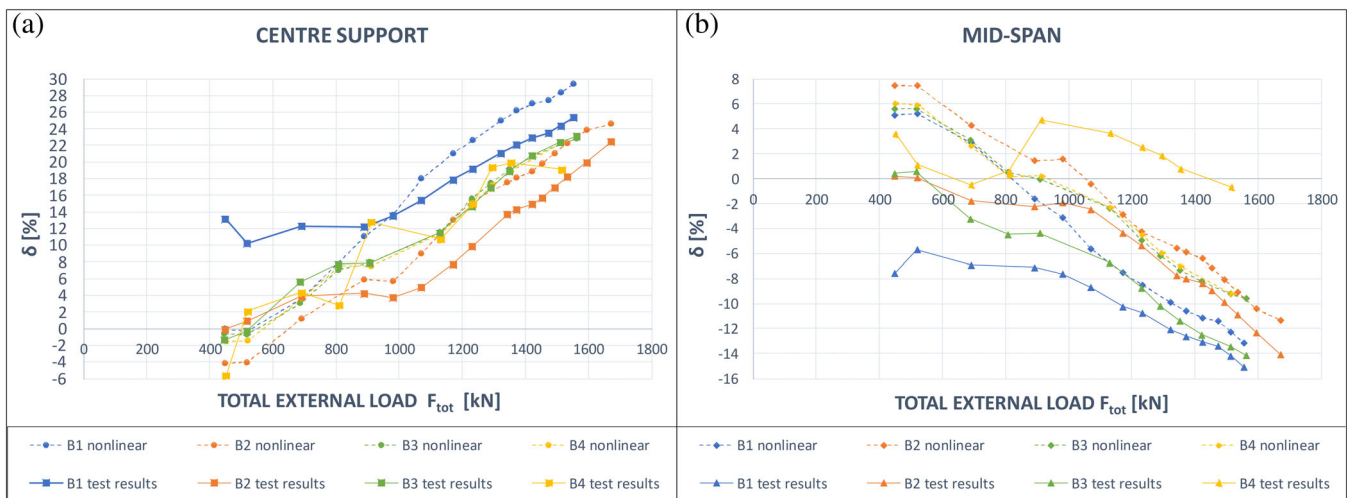 (a)
CENTRE SUPPORT
30
28
26
24
22
20
18
16
14
12
10
8
6
4
2
0
-2
-4
-6
δ [%]
0 200 400 600 800 1000 1200 1400 1600 1800
TOTAL EXTERNAL LOAD Ftot [kN]
B1 nonlinear B2 nonlinear B3 nonlinear B4 nonlinear
B1 test results B2 test results B3 test results B4 test results
(b)
MID-SPAN
8
6
4
2
0
-2
-4
-6
-8
-10
-12
-14
-16
δ [%]
0 200 400 600 800 1000 1200 1400 1600 1800
TOTAL EXTERNAL LOAD Ftot [kN]
B1 nonlinear B2 nonlinear B3 nonlinear B4 nonlinear
B1 test results B2 test results B3 test results B4 test results